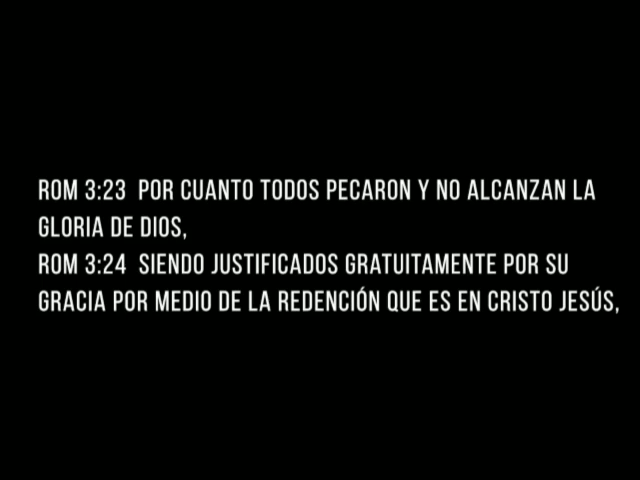 ROM 3:23  POR CUANTO TODOS PECARON Y NO ALCANZAN LA
GLORIA DE DIOS,
ROM 3:24  SIENDO JUSTIFICADOS GRATUITAMENTE POR SU
GRACIA POR MEDIO DE LA REDENCIÓN QUE ES EN CRISTO JESÚS,